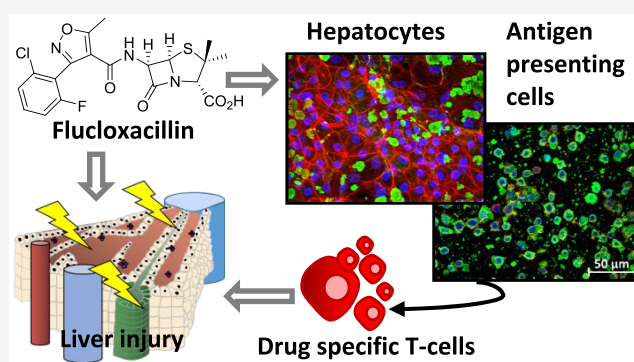 Hepatocytes
Antigen
presenting
cells
Cl
N
O
H
N
O
H
H
S
N
O
CO₂H
F
Flucloxacillin
50 µm
Liver injury
Drug specific T-cells